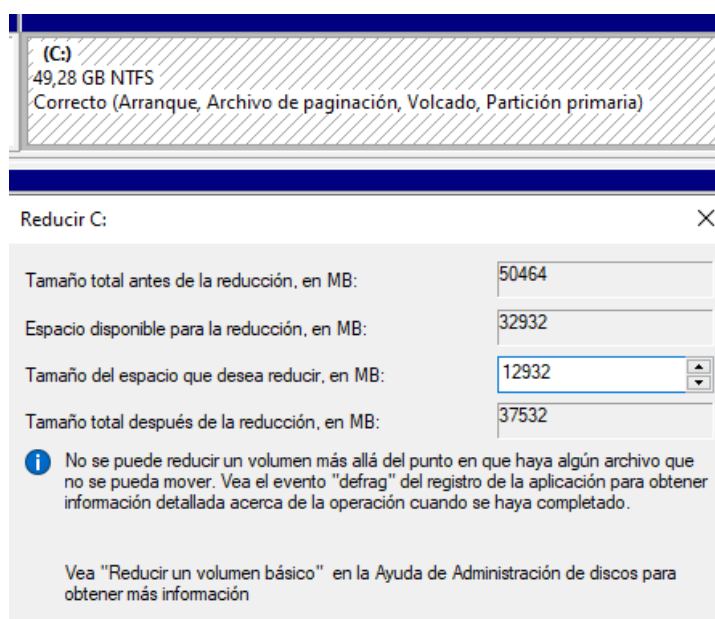 (C:)
49,28 GB NTFS
Correcto (Arranque, Archivo de paginación, Volcado, Partición primaria)
Reducir C:
Tamaño total antes de la reducción, en MB: 50464
Espacio disponible para la reducción, en MB: 32932
Tamaño del espacio que desea reducir, en MB: 12932
Tamaño total después de la reducción, en MB: 37532
No se puede reducir un volumen más allá del punto en que haya algún archivo que
no se pueda mover. Vea el evento "defrag" del registro de la aplicación para obtener
información detallada acerca de la operación cuando se haya completado.
Vea "Reducir un volumen básico" en la Ayuda de Administración de discos para
obtener más información